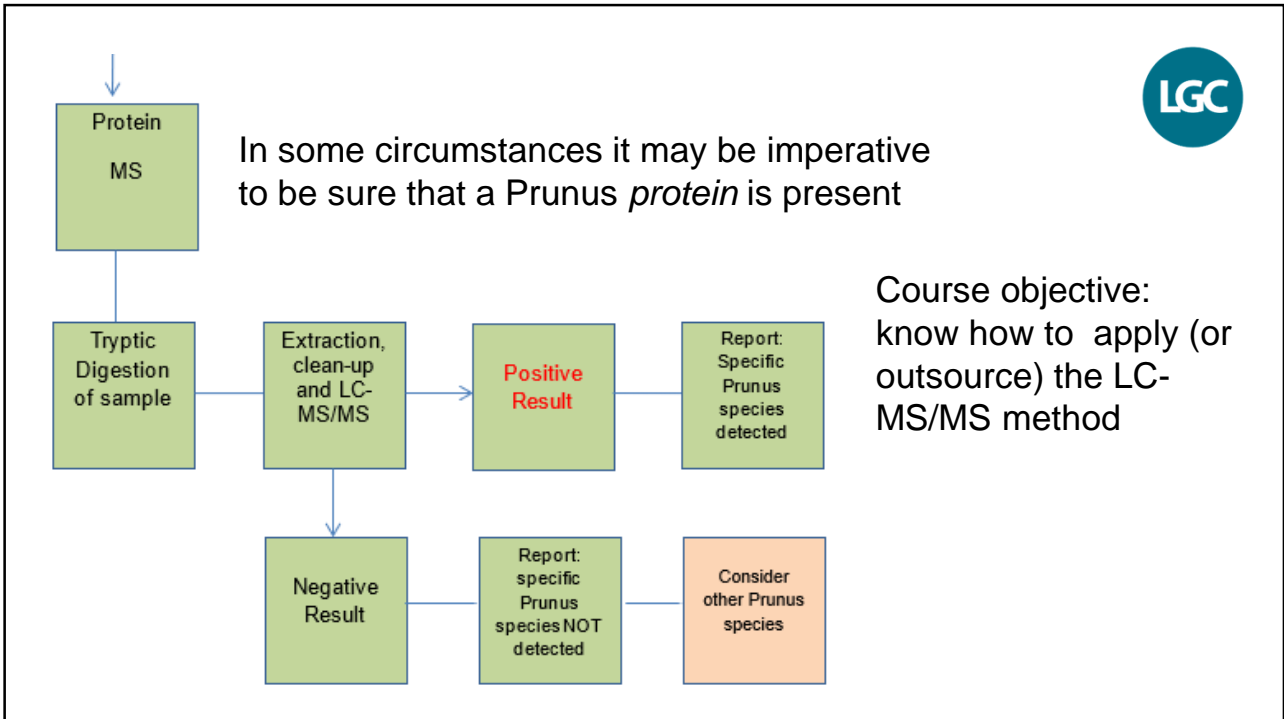 LGC
Protein
MS
In some circumstances it may be imperative
to be sure that a Prunus protein is present
Course objective:
know how to  apply (or
outsource) the LC-
MS/MS method
Tryptic
Digestion
of sample
Extraction,
clean-up
and LC-
MS/MS
Positive
Result
Report:
Specific
Prunus
species
detected
Negative
Result
Report:
specific
Prunus
species NOT
detected
Consider
other Prunus
species